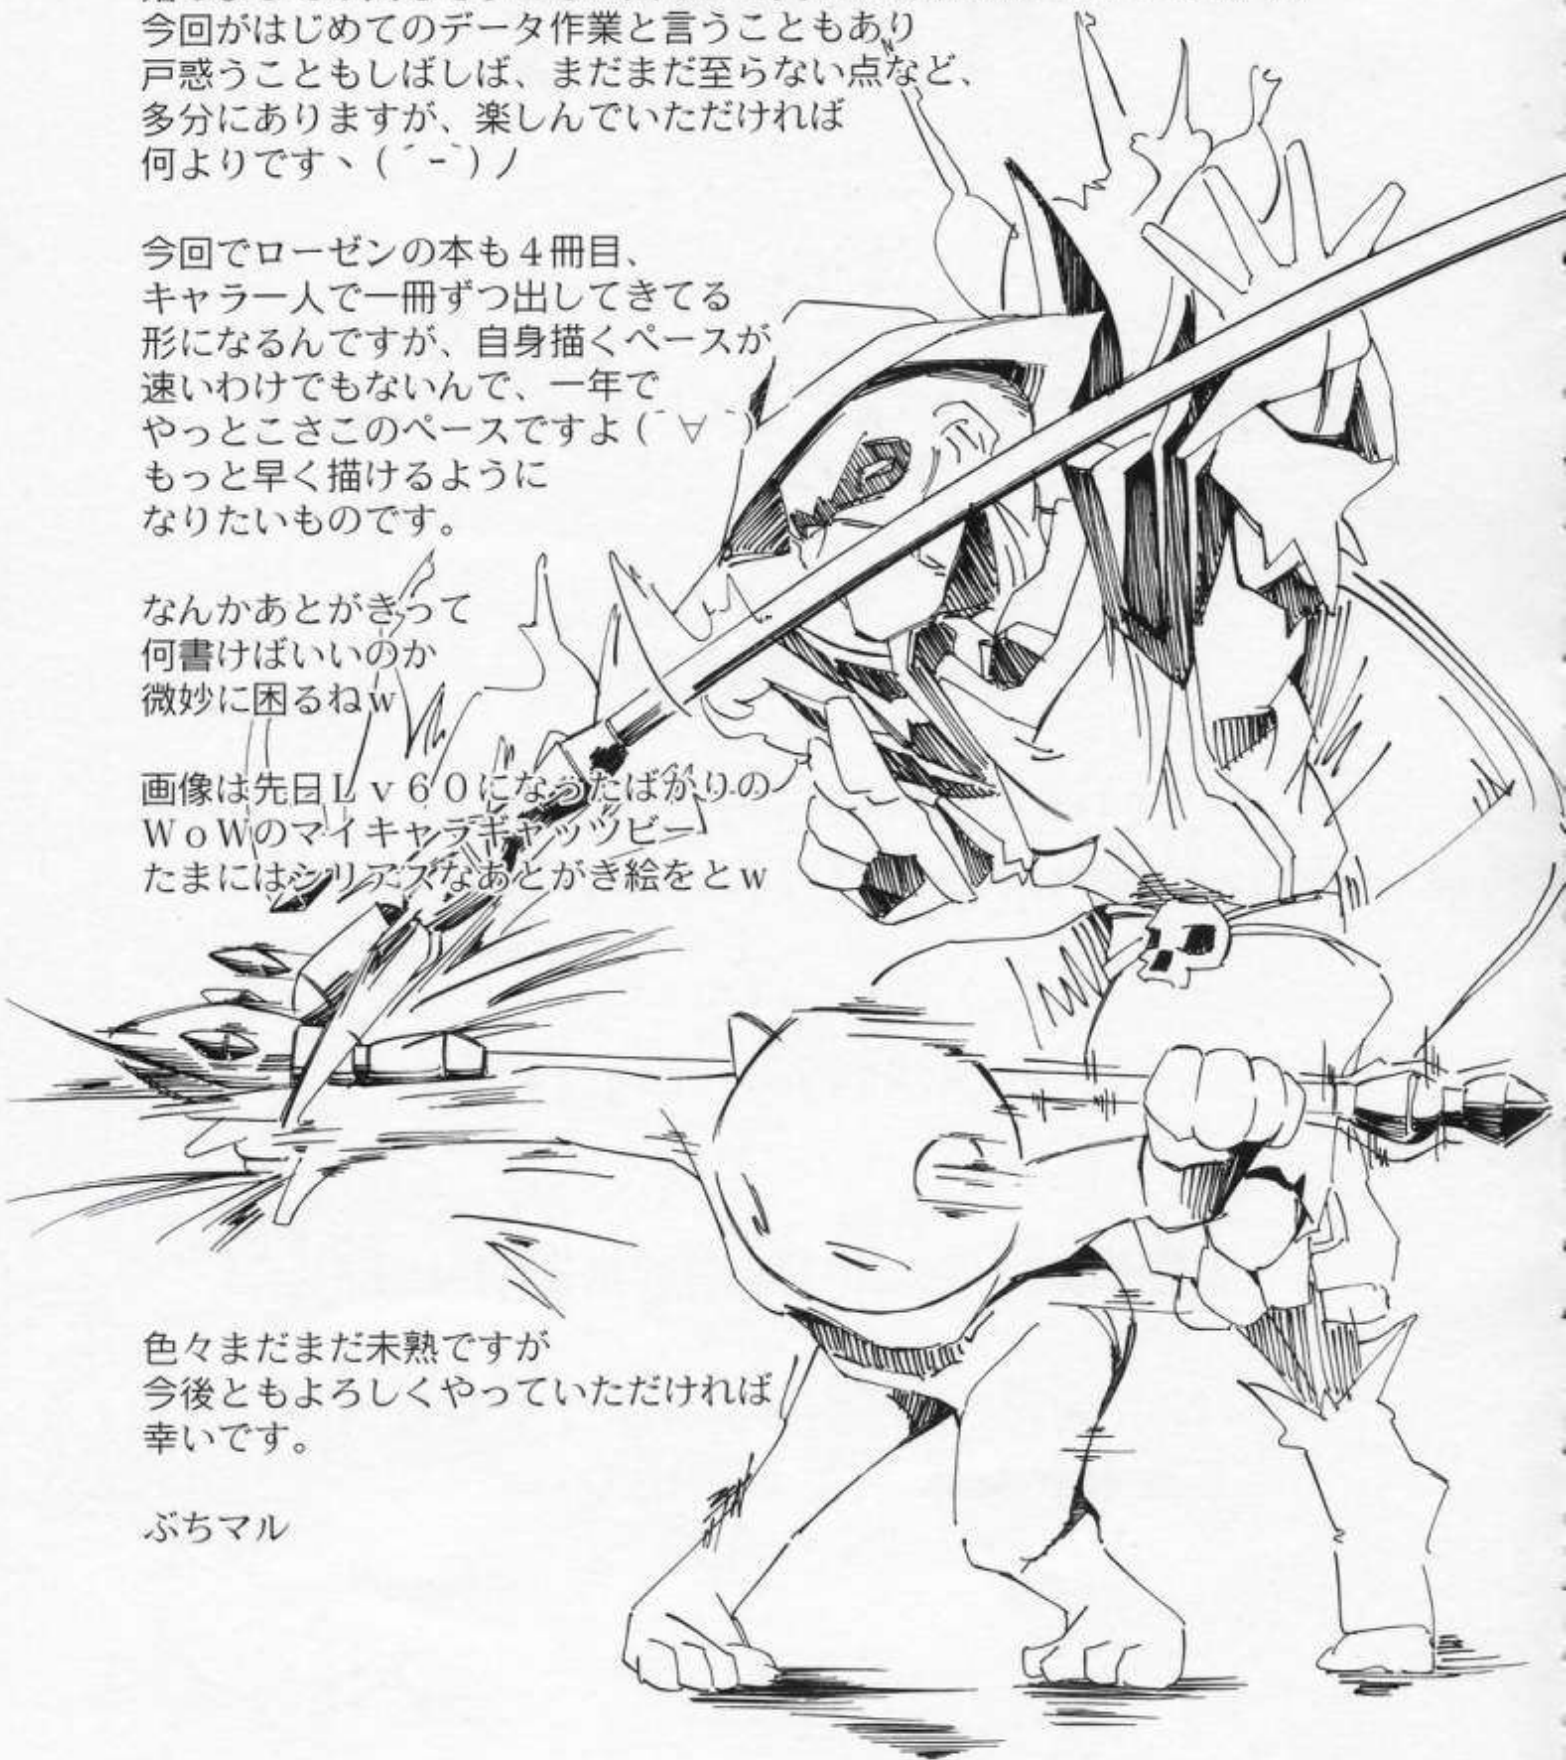 今回がはじめてのデータ作業と言うこともあり
戸惑うこともしばしば、まだまだ至らない点など、
多分にありますが、楽しんでいただければ
何よりですヽ(´ｰ`)ノ
今回でローゼンの本も４冊目、
キャラ一人で一冊ずつ出してきてる
形になるんですが、自身描くペースが
速いわけでもないんで、一年で
やっとこさこのペースですよ(´∀`)
もっと早く描けるように
なりたいものです。
なんかあとがきって
何書けばいいのか
微妙に困るねｗ
画像は先日Ｌｖ６０になったばかりの
ＷｏＷのマイキャラギャッツビー
たまにはシリアスなあとがき絵をとｗ
色々まだまだ未熟ですが
今後ともよろしくやっていただければ
幸いです。
ぶちマル